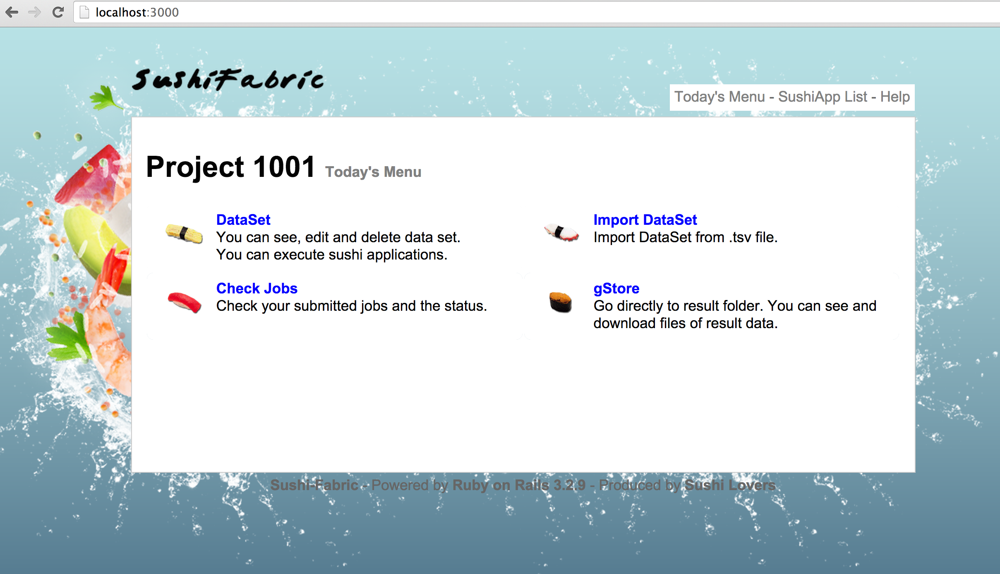 localhost:3000
SushiFabric
Today's Menu - SushiApp List - Help
Project 1001 Today's Menu
DataSet
You can see, edit and delete data set.
You can execute sushi applications.
Import DataSet
Import DataSet from .tsv file.
Check Jobs
Check your submitted jobs and the status.
gStore
Go directly to result folder. You can see and
download files of result data.
Sushi-Fabric - Powered by Ruby on Rails 3.2.9 - Produced by Sushi Lovers